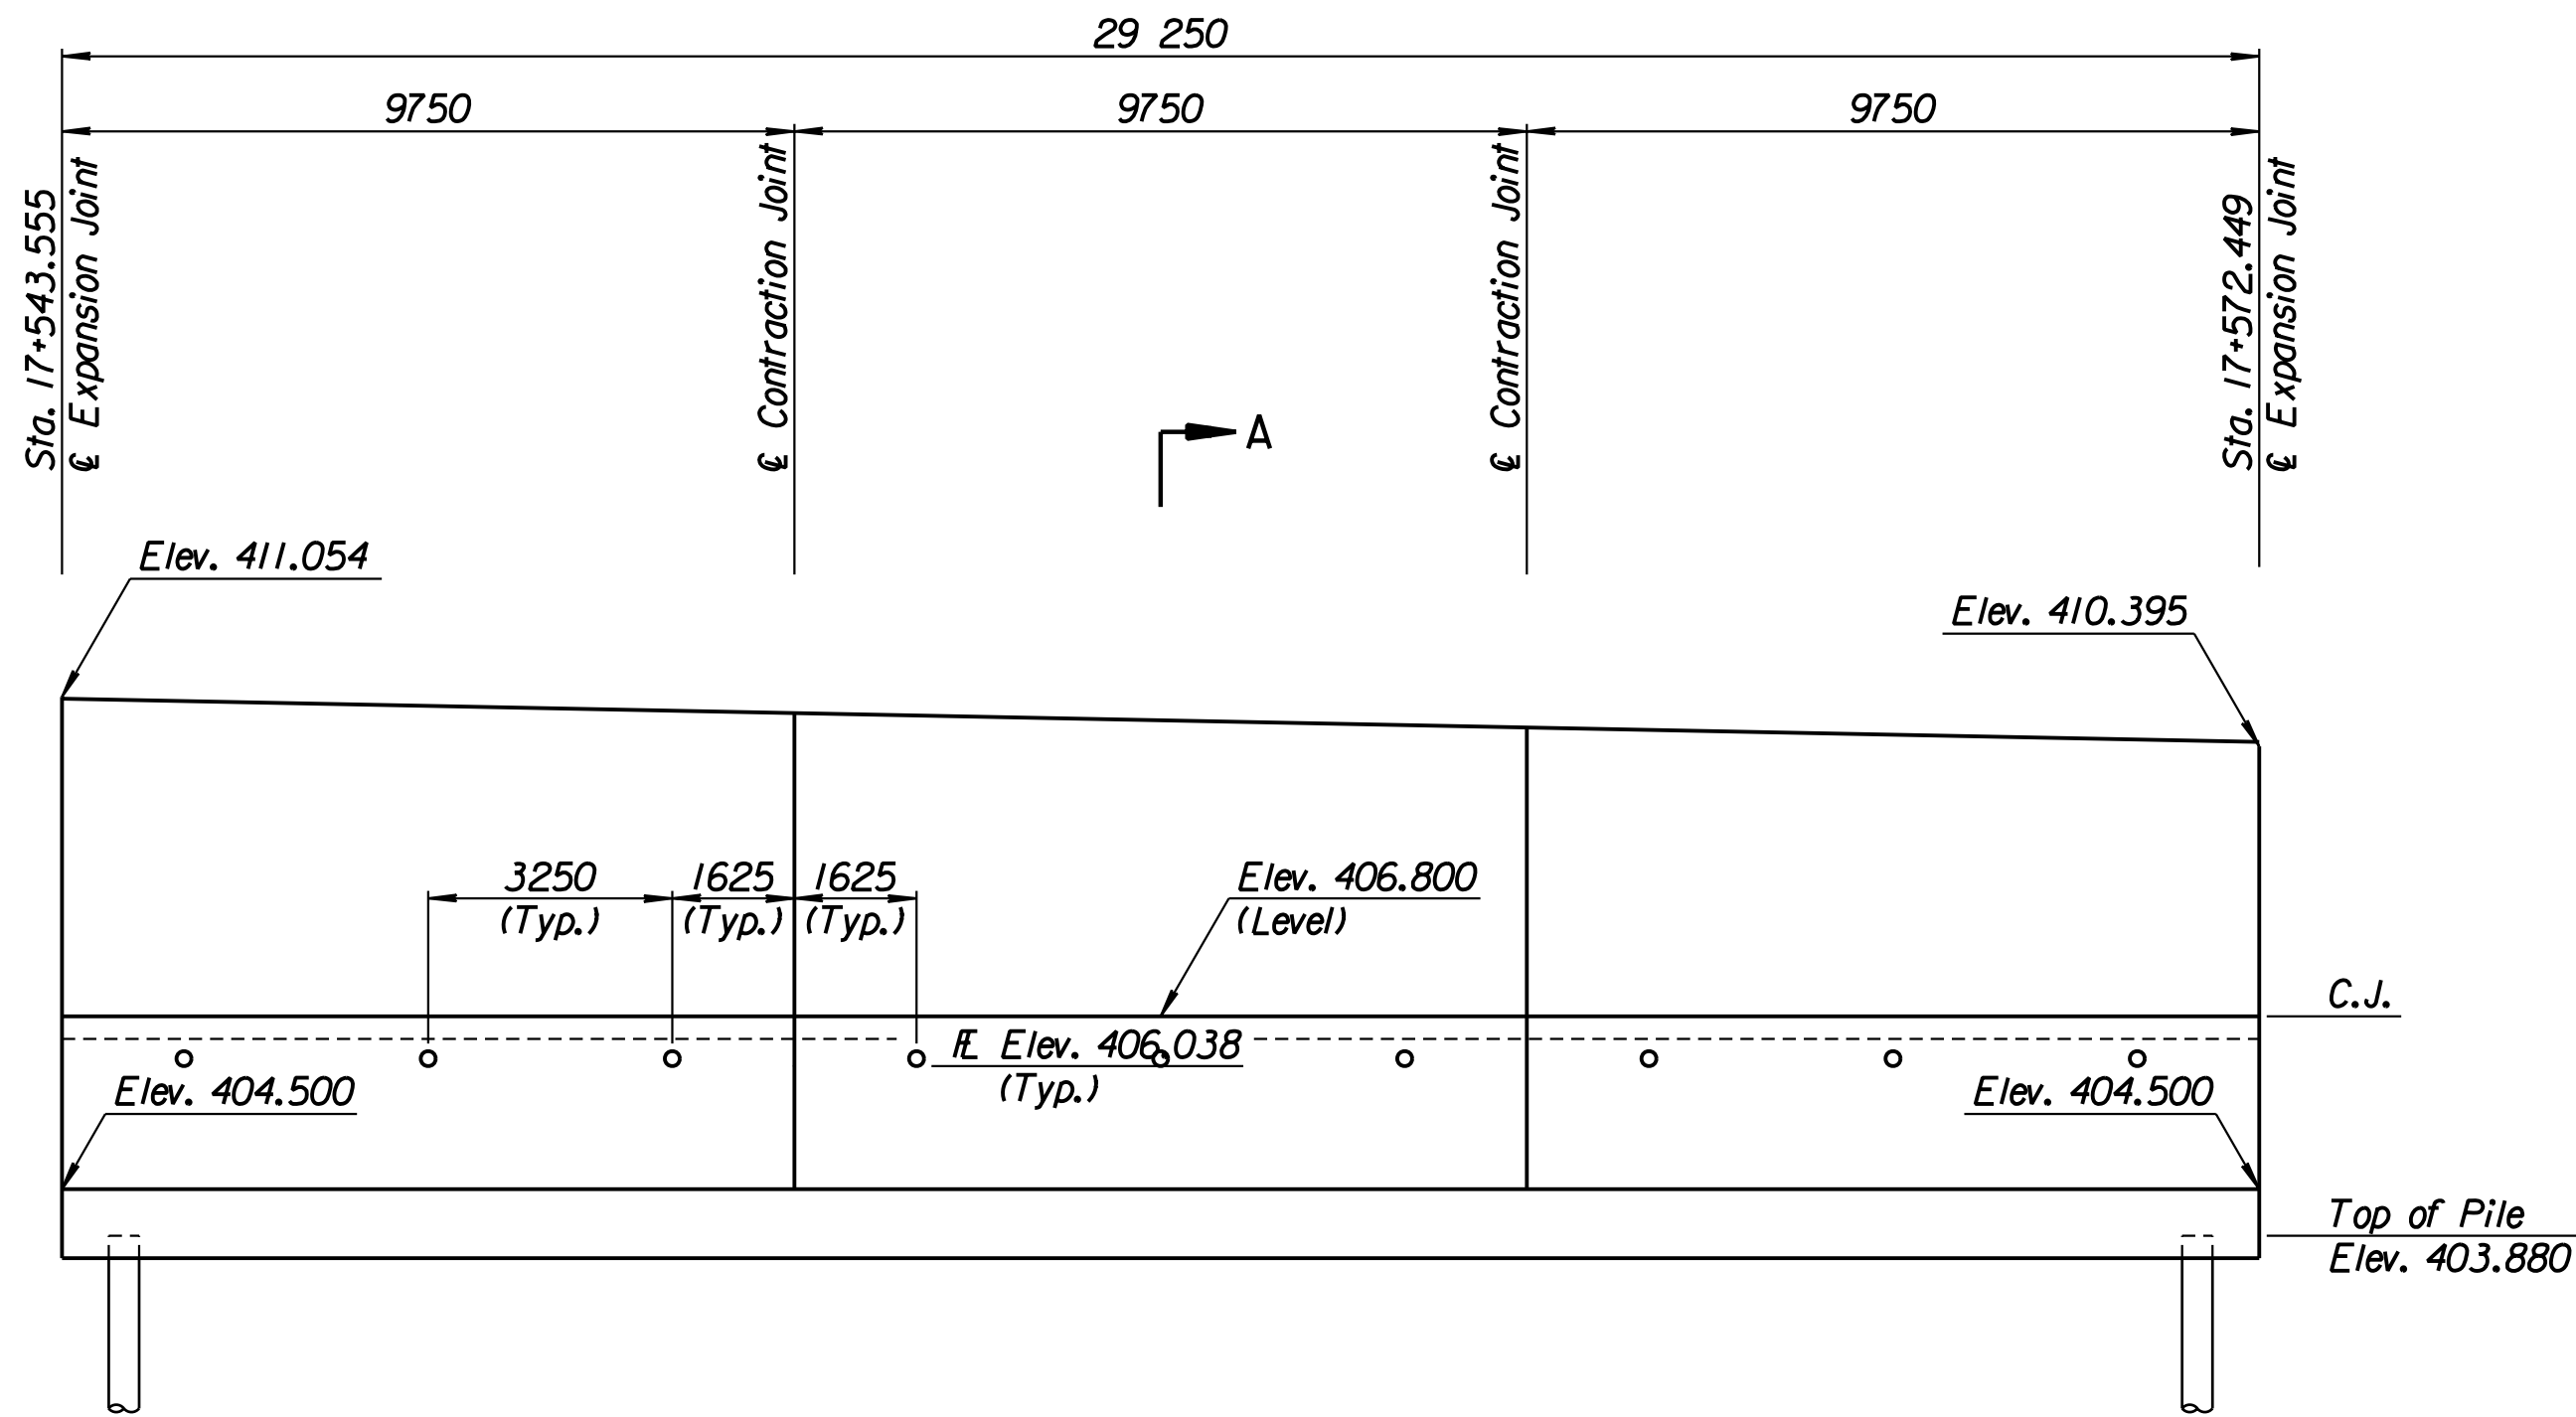 29 250
9750 9750 9750
Sta. 17+543.555
℄ Expansion Joint
℄ Contraction Joint
℄ Contraction Joint
Sta. 17+572.449
℄ Expansion Joint
A
Elev. 411.054
Elev. 410.395
3250
(Typ.)
1625
(Typ.)
1625
(Typ.)
Elev. 406.800
(Level)
C.J.
Elev. 406.038
(Typ.)
Elev. 404.500
Elev. 404.500
Top of Pile
Elev. 403.880